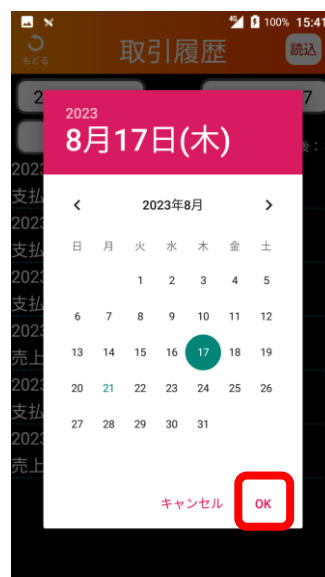 4G 100% 15:41
もどる 取引履歴 読込
2 7
2023
8月17日(木)
後：
2023年8月
日 月 火 水 木 金 土
1 2 3 4 5
6 7 8 9 10 11 12
13 14 15 16 17 18 19
20 21 22 23 24 25 26
27 28 29 30 31
キャンセル OK
2023
支払
2023
支払
2023
支払
2023
売上
2023
支払
2023
売上